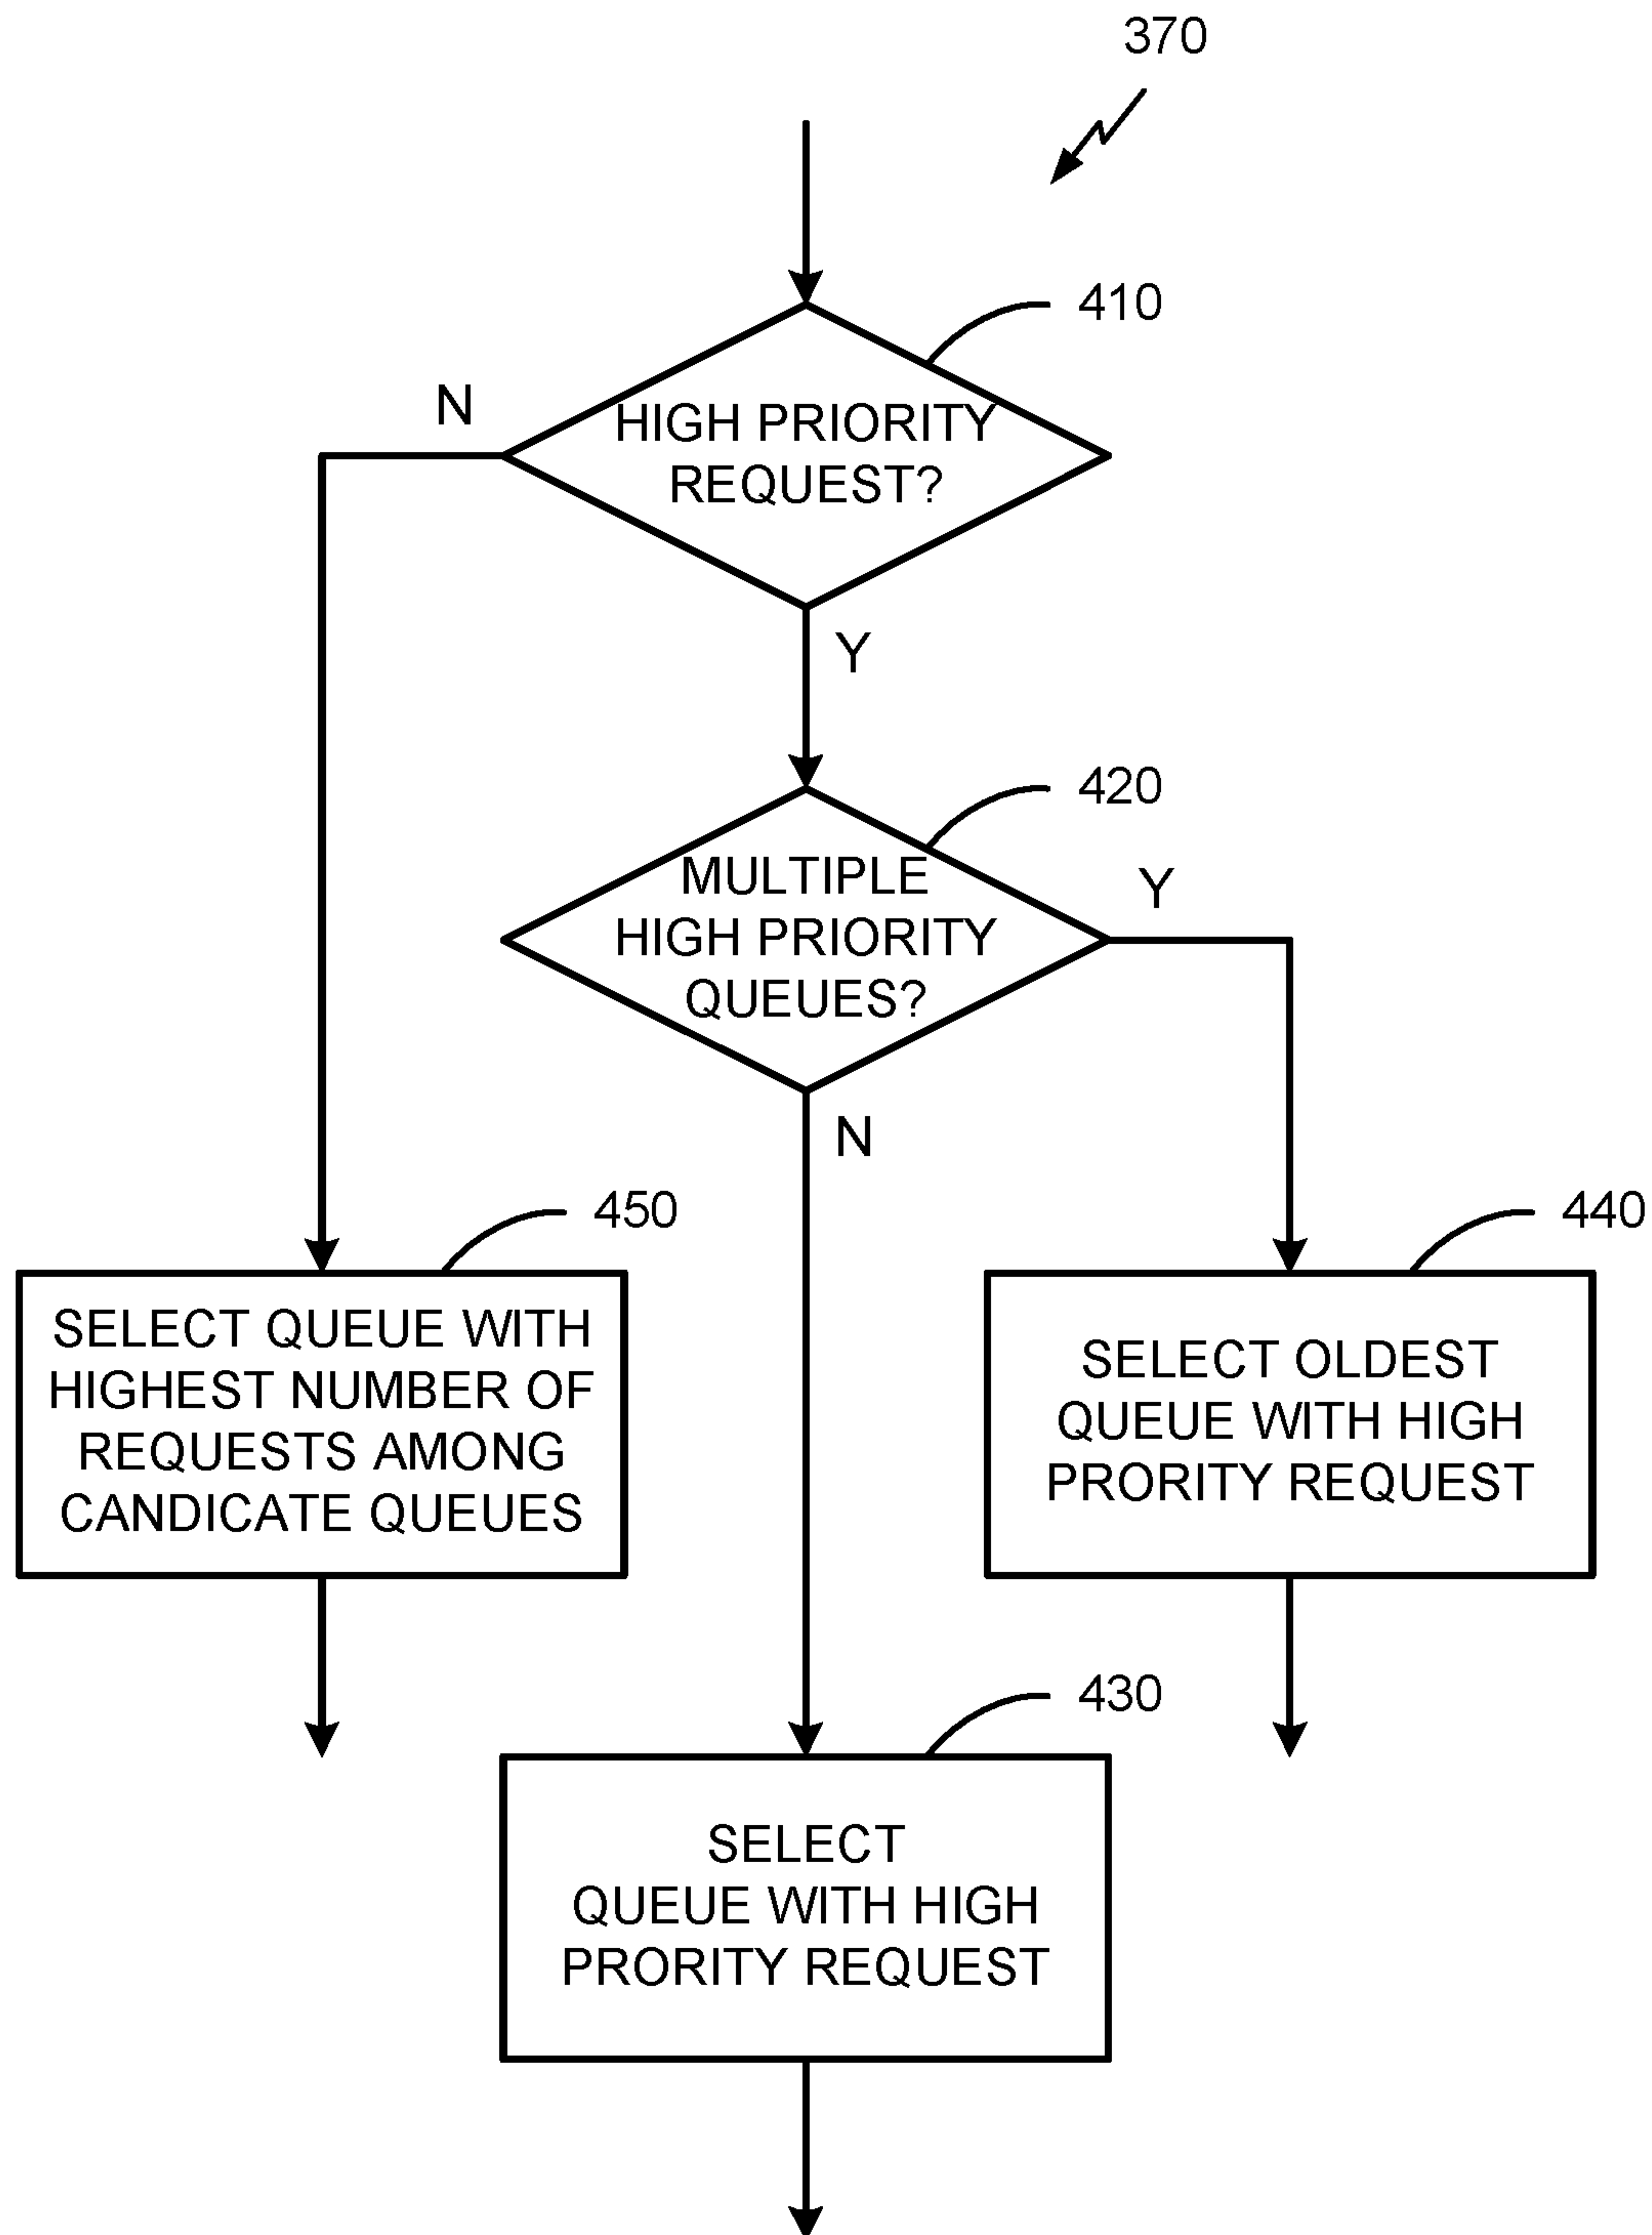 370
410
N
HIGH PRIORITY
REQUEST?
Y
420
MULTIPLE
HIGH PRIORITY
QUEUES?
Y
N
450
SELECT QUEUE WITH
HIGHEST NUMBER OF
REQUESTS AMONG
CANDICATE QUEUES
440
SELECT OLDEST
QUEUE WITH HIGH
PRORITY REQUEST
430
SELECT
QUEUE WITH HIGH
PRORITY REQUEST